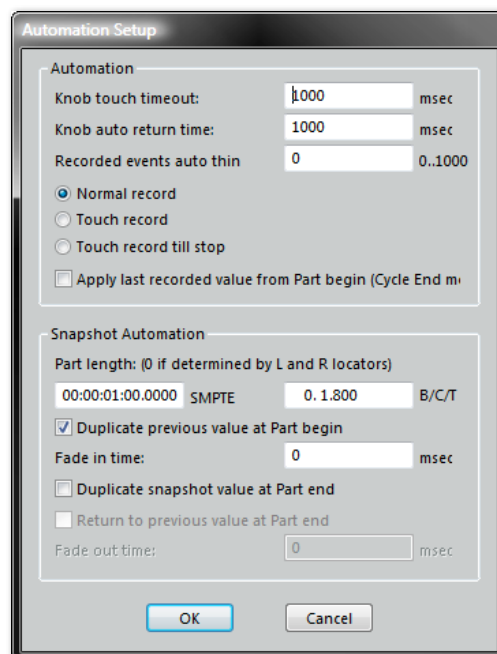 Automation Setup
Automation
Knob touch timeout: 1000 msec
Knob auto return time: 1000 msec
Recorded events auto thin 0 0..1000
Normal record
Touch record
Touch record till stop
Apply last recorded value from Part begin (Cycle End m
Snapshot Automation
Part length: (0 if determined by L and R locators)
00:00:01:00.0000 SMPTE 0. 1.800 B/C/T
Duplicate previous value at Part begin
Fade in time: 0 msec
Duplicate snapshot value at Part end
Return to previous value at Part end
Fade out time: 0 msec
OK Cancel